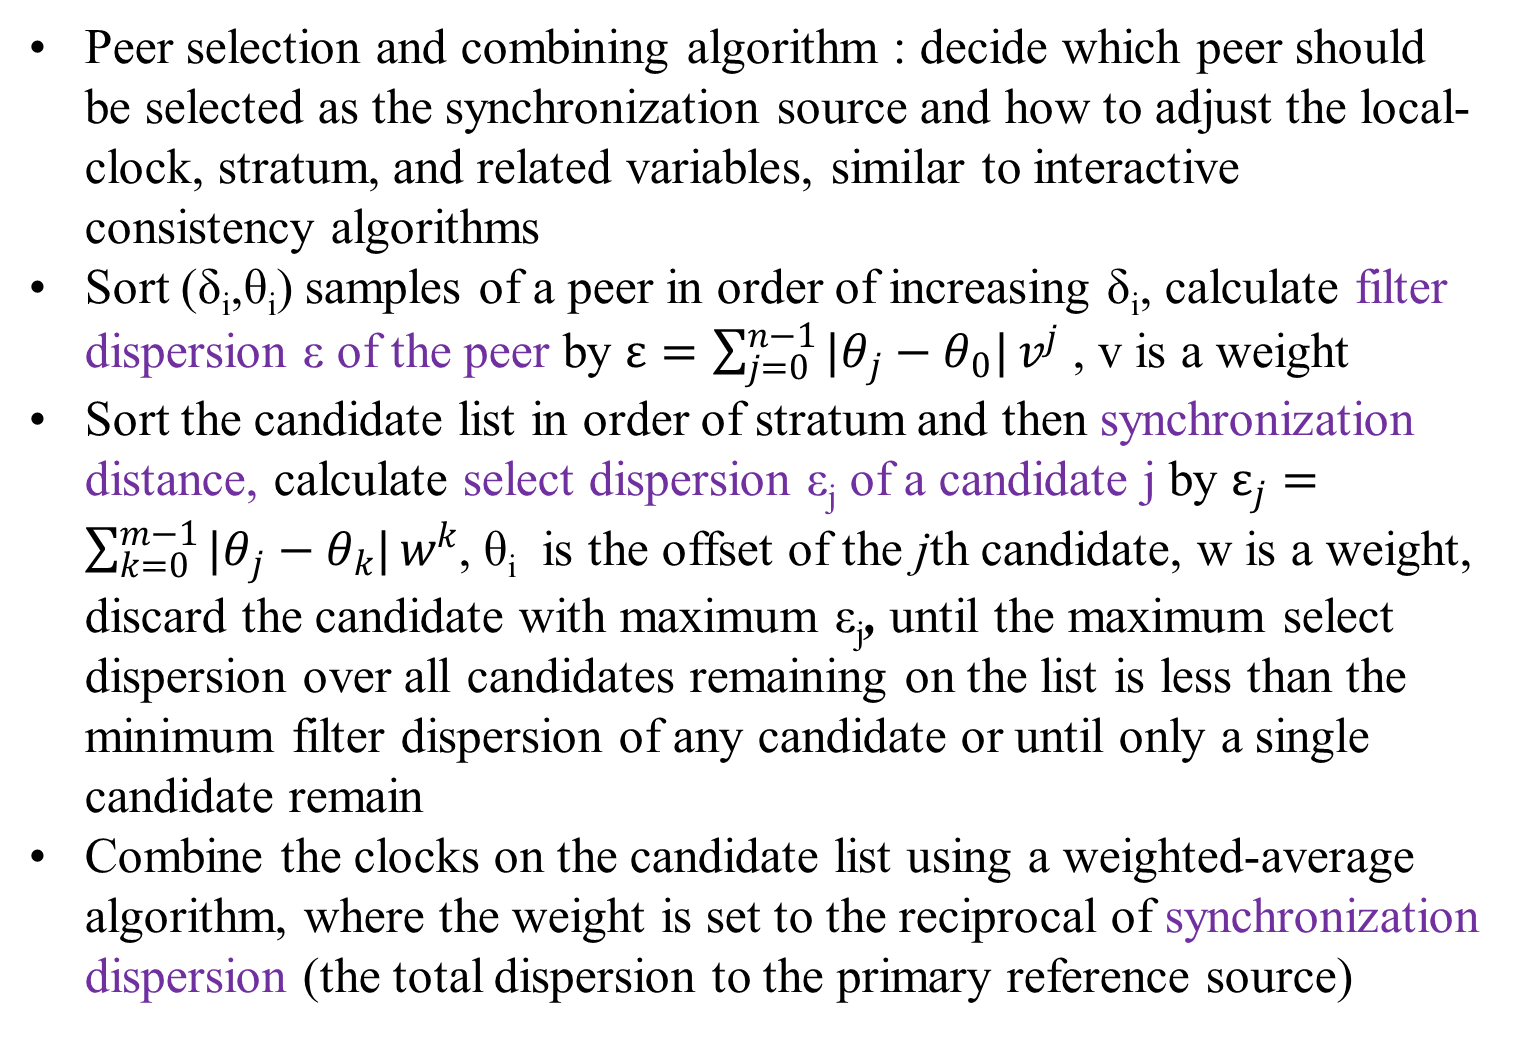 • Peer selection and combining algorithm : decide which peer should
be selected as the synchronization source and how to adjust the local-
clock, stratum, and related variables, similar to interactive
consistency algorithms
• Sort (δᵢ,θᵢ) samples of a peer in order of increasing δᵢ, calculate filter
dispersion ε of the peer by ε = ∑_{j=0}^{n−1} |θ_j − θ_0| v^j , v is a weight
• Sort the candidate list in order of stratum and then synchronization
distance, calculate select dispersion ε_j of a candidate j by ε_j =
∑_{k=0}^{m−1} |θ_j − θ_k| w^k, θᵢ is the offset of the jth candidate, w is a weight,
discard the candidate with maximum ε_j, until the maximum select
dispersion over all candidates remaining on the list is less than the
minimum filter dispersion of any candidate or until only a single
candidate remain
• Combine the clocks on the candidate list using a weighted-average
algorithm, where the weight is set to the reciprocal of synchronization
dispersion (the total dispersion to the primary reference source)